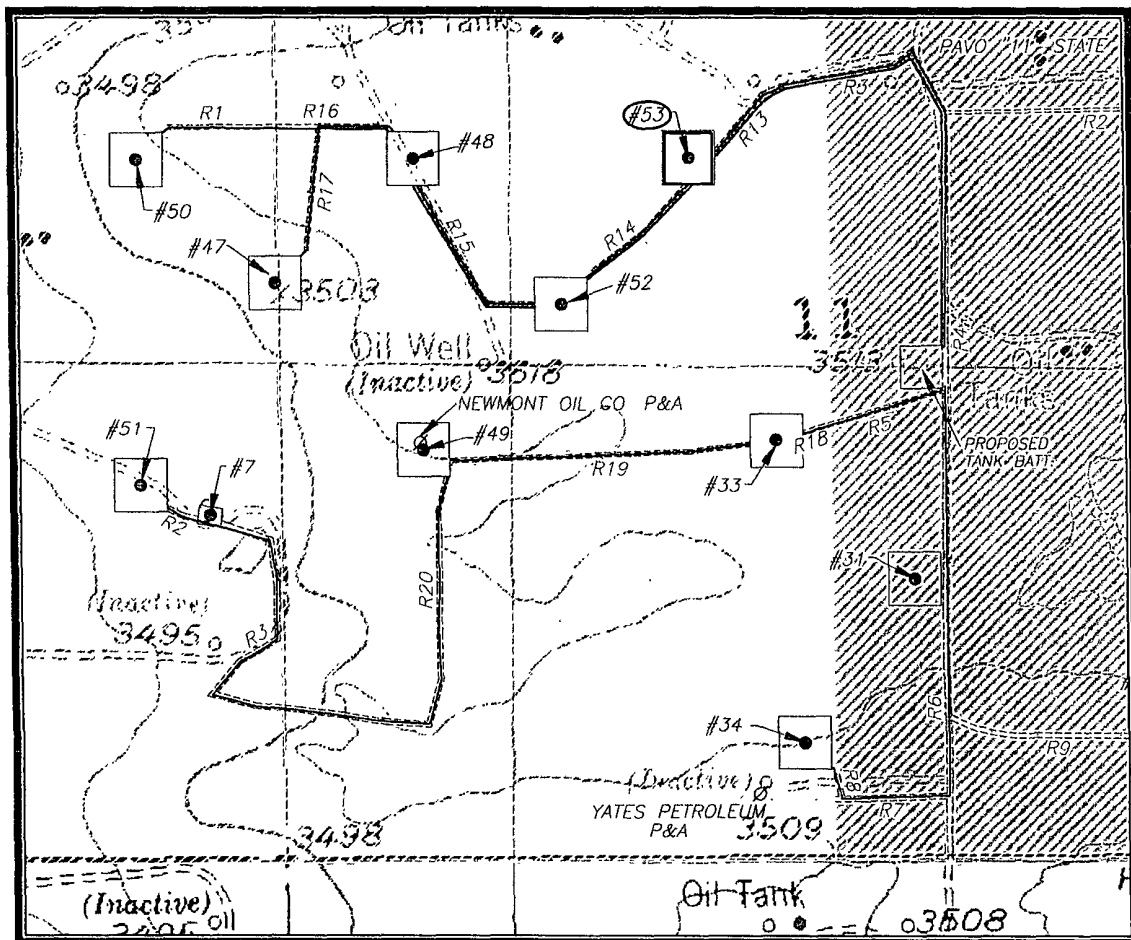 Oil Tanks
PAVO "11" STATE
3498
R1
R16
R3
#53
R13
R2
#48
R17
#50
R15
R14
#47
3503
#52
11
Oil Well
(Inactive)
3518
R4
Oil
Tanks
NEWMONT OIL CO P&A
#49
R5
R18
R19
#33
PROPOSED
TANK BATT.
#51
#7
R2
#31
(Inactive)
3495
R3
R20
R6
#34
R9
(Inactive)
R8
R7
YATES PETROLEUM
P&A
3509
3498
(Inactive)
Oil Tank
3508